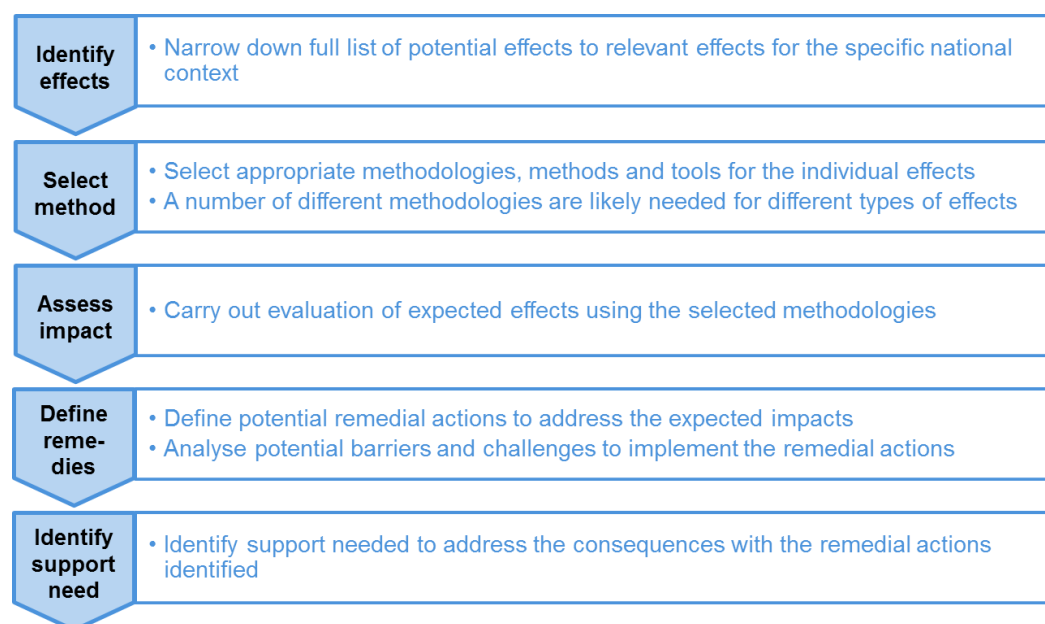 Identify
effects
• Narrow down full list of potential effects to relevant effects for the specific national
context
Select
method
• Select appropriate methodologies, methods and tools for the individual effects
• A number of different methodologies are likely needed for different types of effects
Assess
impact
• Carry out evaluation of expected effects using the selected methodologies
Define
reme-
dies
• Define potential remedial actions to address the expected impacts
• Analyse potential barriers and challenges to implement the remedial actions
Identify
support
need
• Identify support needed to address the consequences with the remedial actions
identified